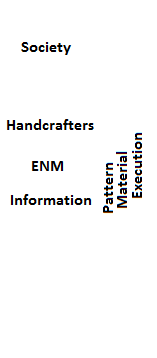 Society
Handcrafters
ENM
Information
Pattern
Material
Execution